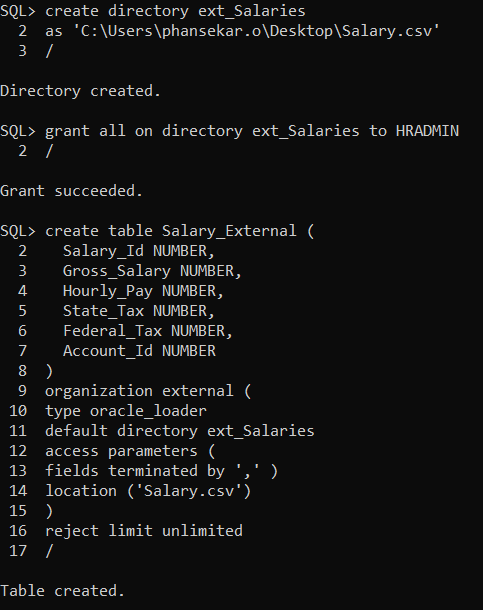 SQL> create directory ext_Salaries
  2  as 'C:\Users\phansekar.o\Desktop\Salary.csv'
  3  /
Directory created.
SQL> grant all on directory ext_Salaries to HRADMIN
  2  /
Grant succeeded.
SQL> create table Salary_External (
  2    Salary_Id NUMBER,
  3    Gross_Salary NUMBER,
  4    Hourly_Pay NUMBER,
  5    State_Tax NUMBER,
  6    Federal_Tax NUMBER,
  7    Account_Id NUMBER
  8  )
  9  organization external (
 10  type oracle_loader
 11  default directory ext_Salaries
 12  access parameters (
 13  fields terminated by ',' )
 14  location ('Salary.csv')
 15  )
 16  reject limit unlimited
 17  /
Table created.